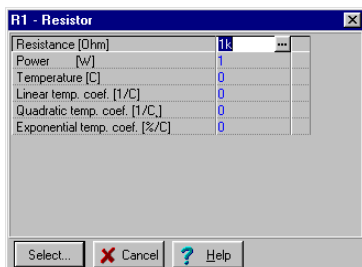 R1 - Resistor
Resistance [Ohm] 1k ...
Power [W] 1
Temperature [C] 0
Linear temp. coef. [1/C] 0
Quadratic temp. coef. [1/C¸] 0
Exponential temp. coef. [%/C] 0
Select... Cancel ? Help